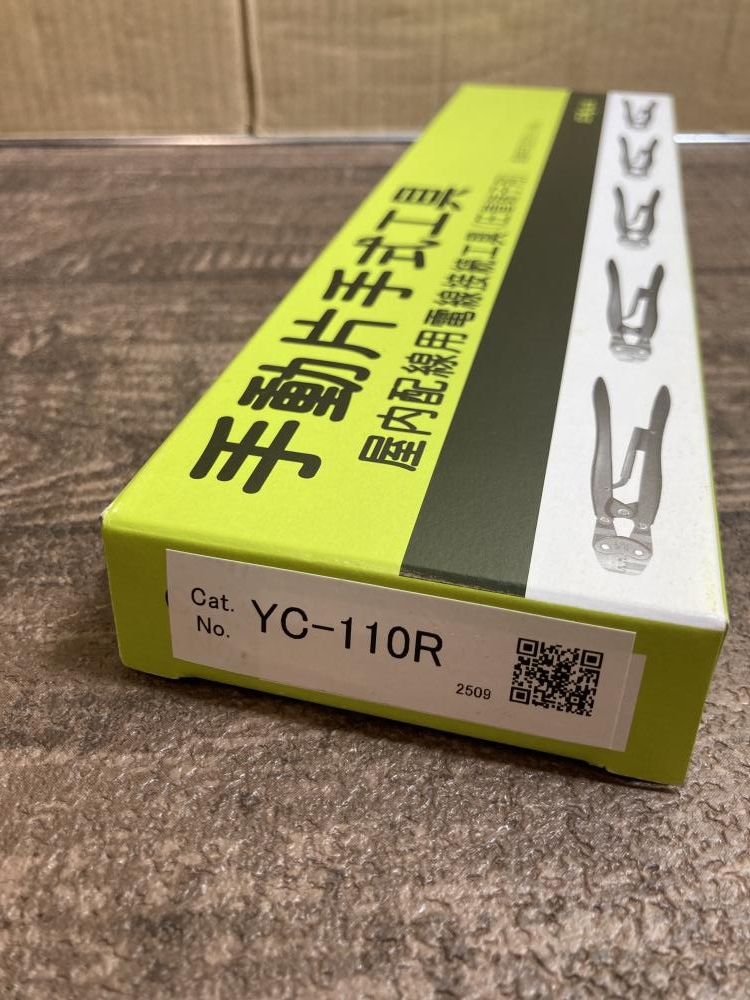 手動片手式工具
屋内配線用電線接続工具
Cat.
No.
YC-110R
2509